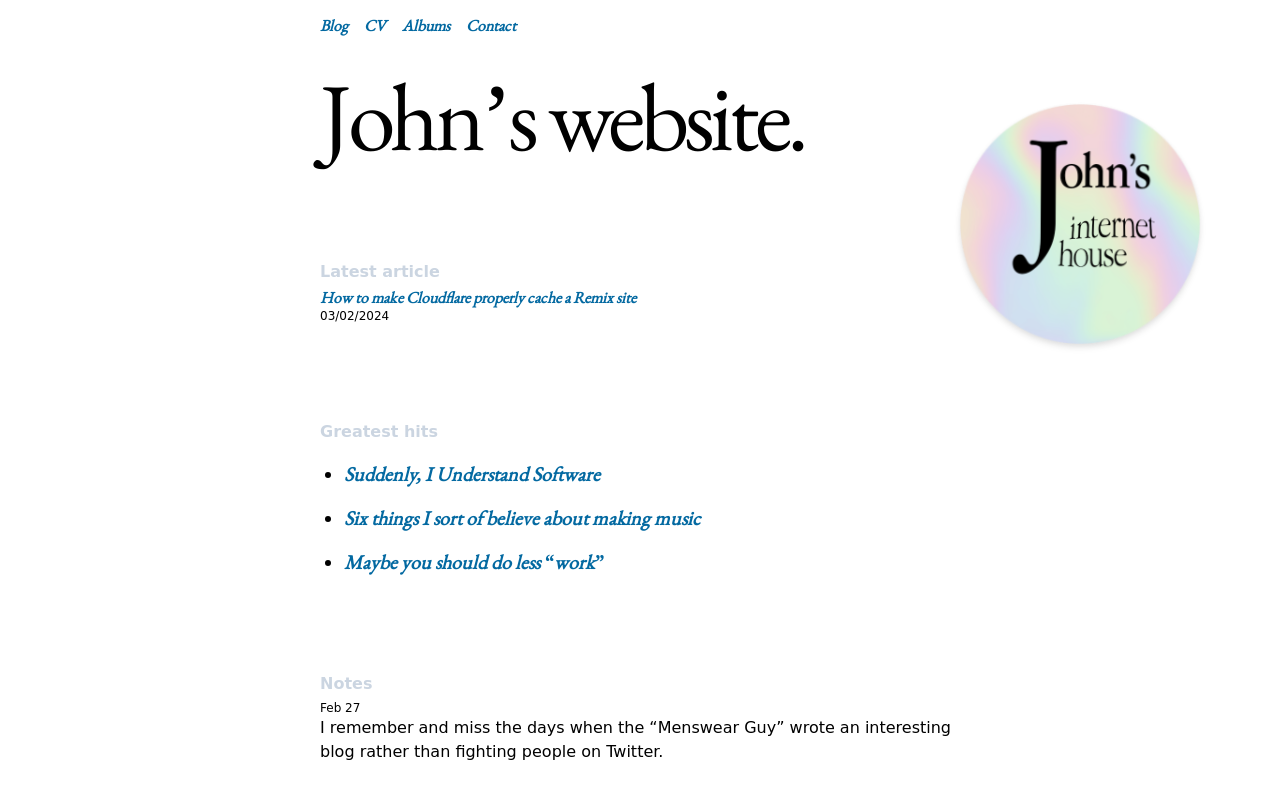 Blog CV Albums Contact
John’s website.
John’s
internet
house
Latest article
How to make Cloudflare properly cache a Remix site
03/02/2024
Greatest hits
• Suddenly, I Understand Software
• Six things I sort of believe about making music
• Maybe you should do less “work”
Notes
Feb 27
I remember and miss the days when the “Menswear Guy” wrote an interesting
blog rather than fighting people on Twitter.